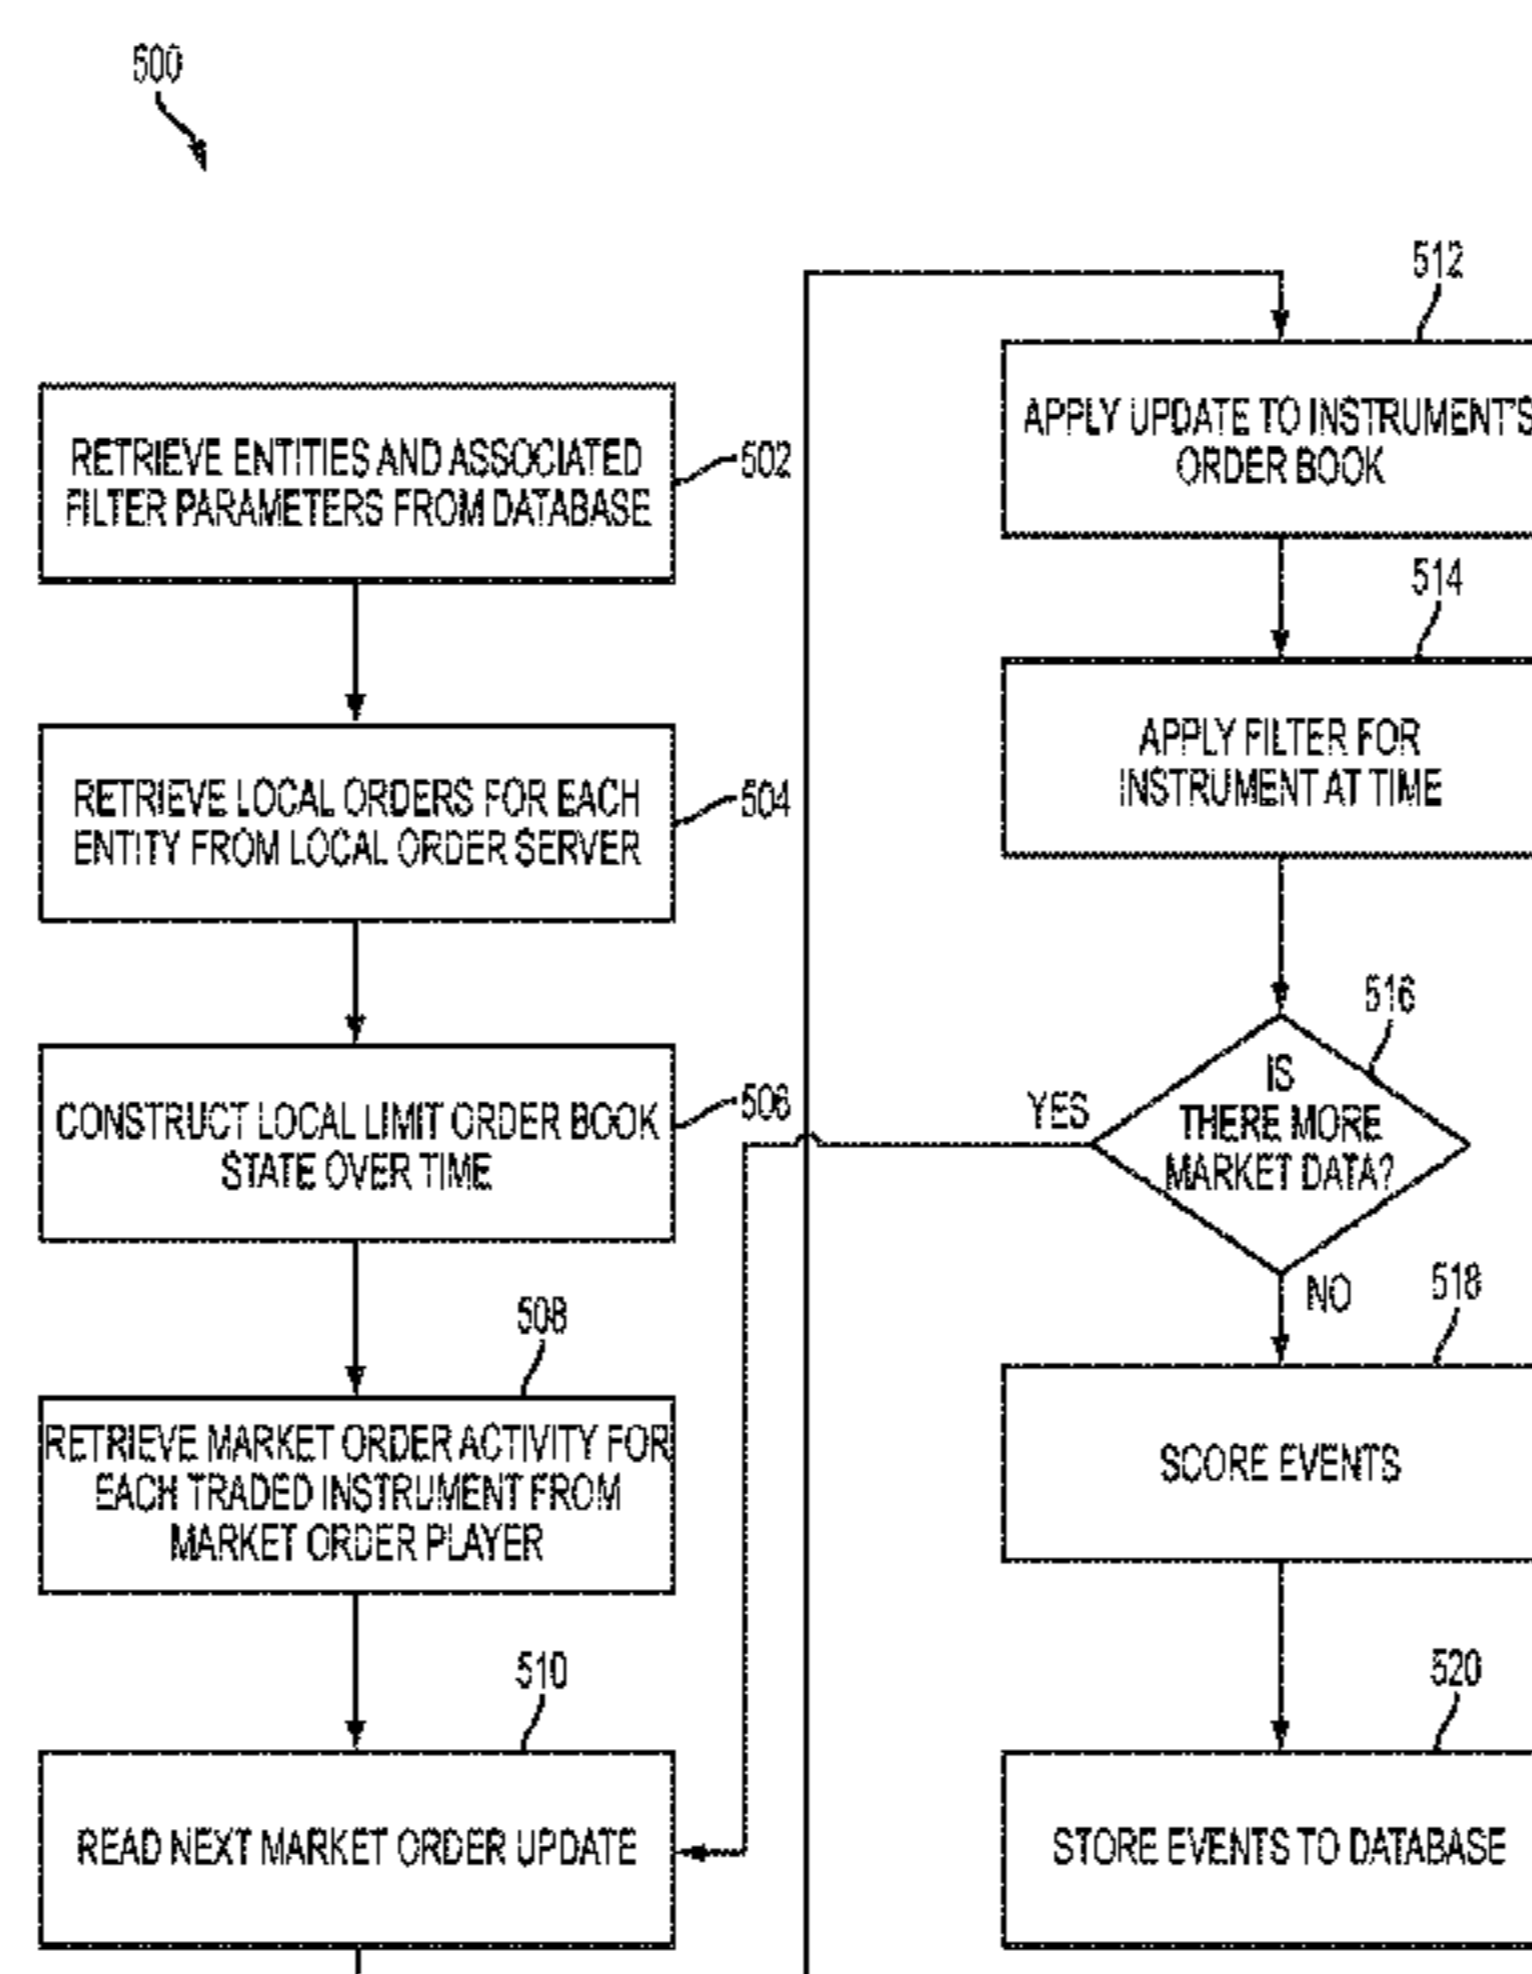 500
RETRIEVE ENTITIES AND ASSOCIATED
FILTER PARAMETERS FROM DATABASE
502
RETRIEVE LOCAL ORDERS FOR EACH
ENTITY FROM LOCAL ORDER SERVER
504
CONSTRUCT LOCAL LIMIT ORDER BOOK
STATE OVER TIME
506
508
RETRIEVE MARKET ORDER ACTIVITY FOR
EACH TRADED INSTRUMENT FROM
MARKET ORDER PLAYER
510
READ NEXT MARKET ORDER UPDATE
512
APPLY UPDATE TO INSTRUMENT'S
ORDER BOOK
514
APPLY FILTER FOR
INSTRUMENT AT TIME
516
IS
THERE MORE
MARKET DATA?
YES
NO
518
SCORE EVENTS
520
STORE EVENTS TO DATABASE